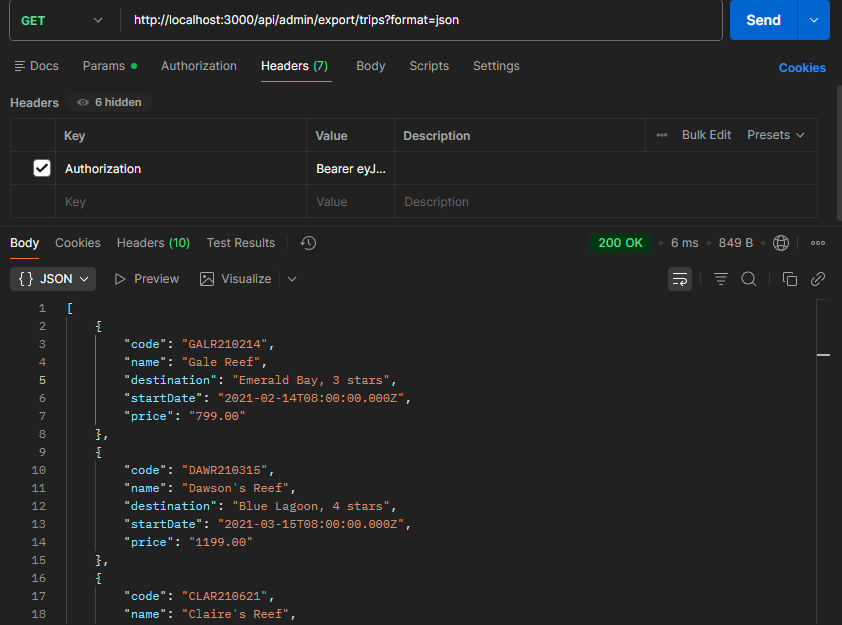 GET http://localhost:3000/api/admin/export/trips?format=json Send
Docs Params Authorization Headers (7) Body Scripts Settings Cookies
Headers 6 hidden
Key Value Description Bulk Edit Presets
Authorization Bearer eyJ...
Key Value Description
Body Cookies Headers (10) Test Results 200 OK 6 ms 849 B
{} JSON Preview Visualize
1 [
2 {
3 "code": "GALR210214",
4 "name": "Gale Reef",
5 "destination": "Emerald Bay, 3 stars",
6 "startDate": "2021-02-14T08:00:00.000Z",
7 "price": "799.00"
8 },
9 {
10 "code": "DAWR210315",
11 "name": "Dawson's Reef",
12 "destination": "Blue Lagoon, 4 stars",
13 "startDate": "2021-03-15T08:00:00.000Z",
14 "price": "1199.00"
15 },
16 {
17 "code": "CLAR210621",
18 "name": "Claire's Reef",